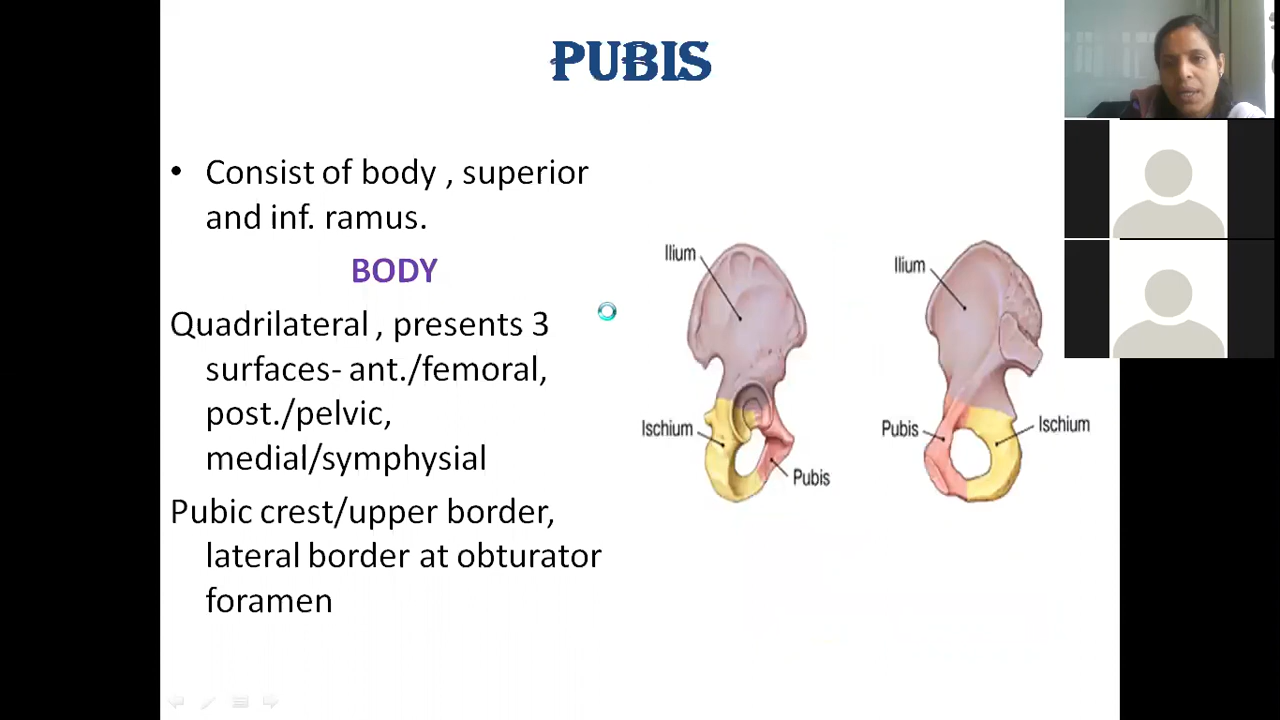 PUBIS
• Consist of body , superior
and inf. ramus.
BODY
Quadrilateral , presents 3
surfaces- ant./femoral,
post./pelvic,
medial/symphysial
Pubic crest/upper border,
lateral border at obturator
foramen
Ilium
Ischium
Pubis
Ilium
Pubis
Ischium